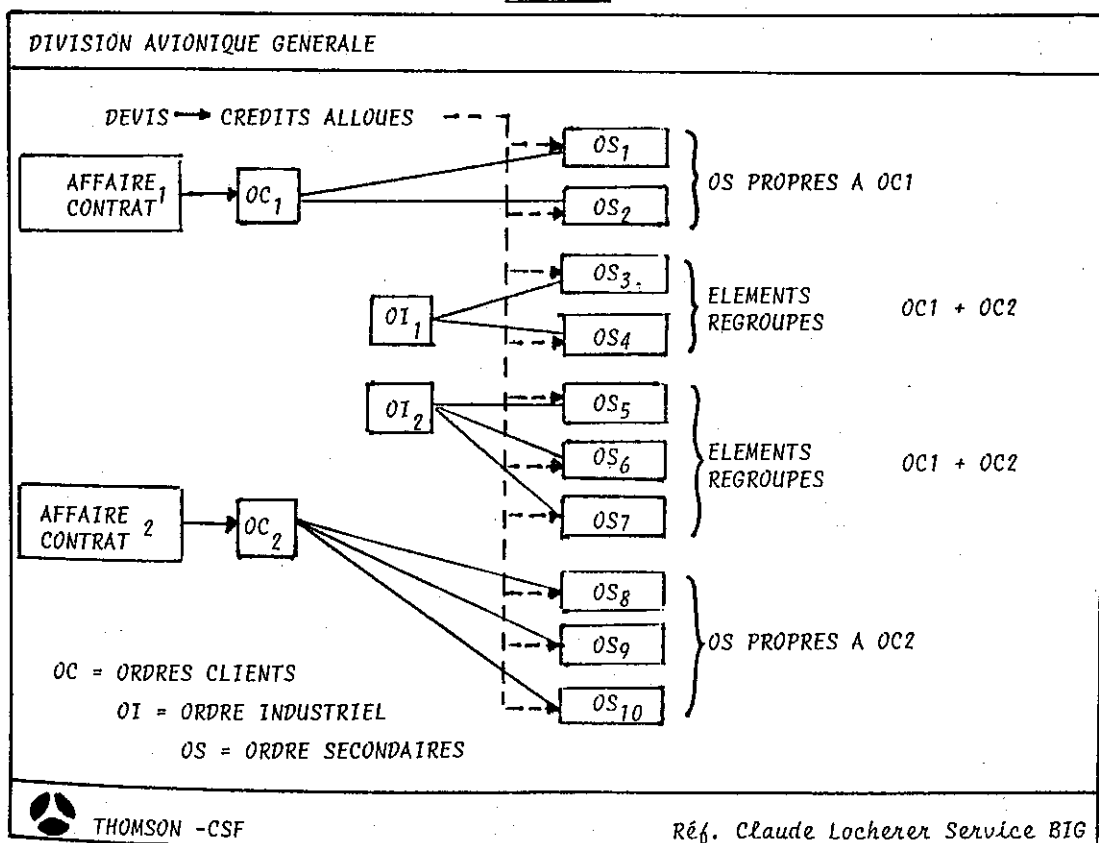 DIVISION AVIONIQUE GENERALE
DEVIS → CREDITS ALLOUES
AFFAIRE 1
CONTRAT
OC1
OS1
OS2
OS PROPRES A OC1
OI1
OS3.
OS4
ELEMENTS
REGROUPES OC1 + OC2
OI2
OS5
OS6
OS7
ELEMENTS
REGROUPES OC1 + OC2
AFFAIRE 2
CONTRAT
OC2
OS8
OS9
OS10
OS PROPRES A OC2
OC = ORDRES CLIENTS
OI = ORDRE INDUSTRIEL
OS = ORDRE SECONDAIRES
THOMSON -CSF
Réf. Claude Locherer Service BIG